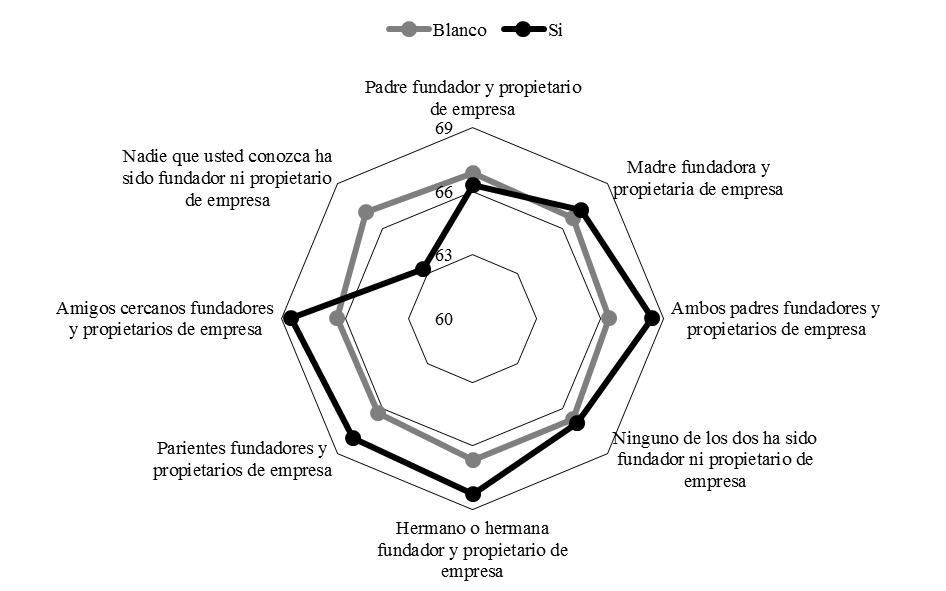 Blanco
Si
Padre fundador y propietario
de empresa
69
Madre fundadora y
propietaria de empresa
66
63
60
Ambos padres fundadores y
propietarios de empresa
Ninguno de los dos ha sido
fundador ni propietario de
empresa
Hermano o hermana
fundador y propietario de
empresa
Parientes fundadores y
propietarios de empresa
Amigos cercanos fundadores
y propietarios de empresa
Nadie que usted conozca ha
sido fundador ni propietario
de empresa